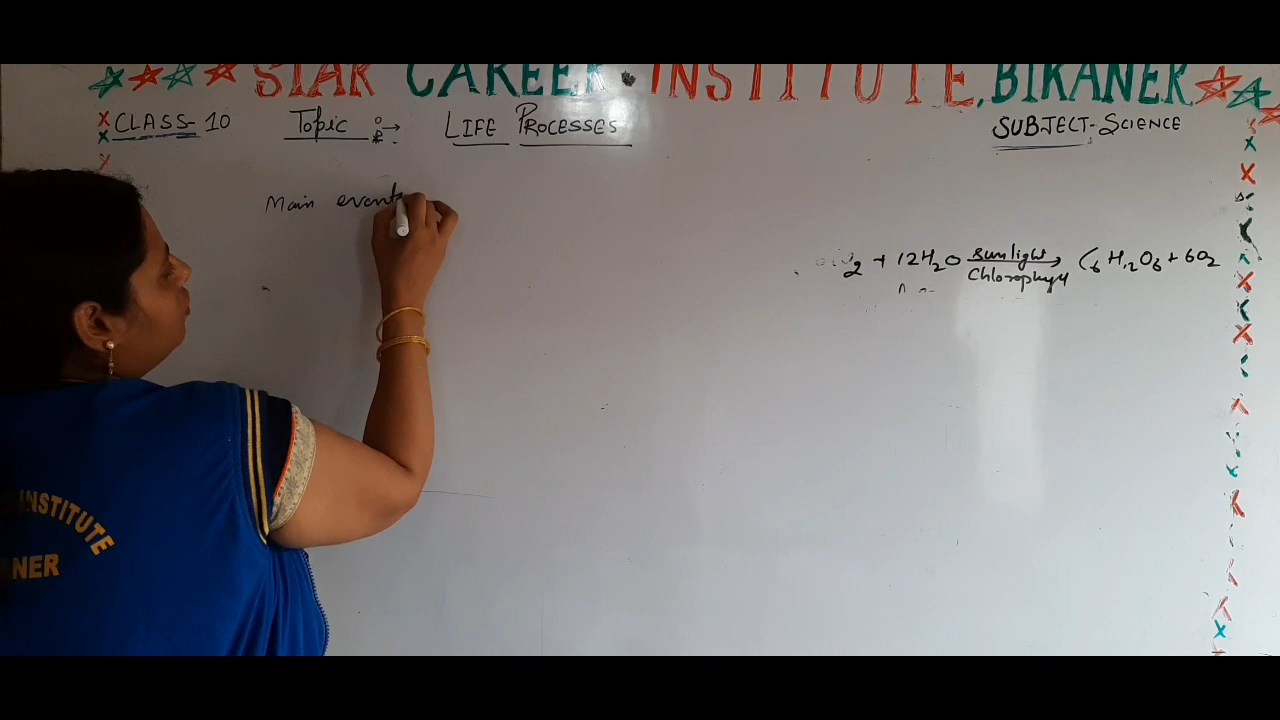 STAR CAREER INSTITUTE, BIKANER
CLASS-10 Topic :→ LIFE PROCESSES SUBJECT-SCIENCE
Main event
2 + 12H2O sunlight → C6H12O6 + 6O2
Chlorophyll
INSTITUTE
NER